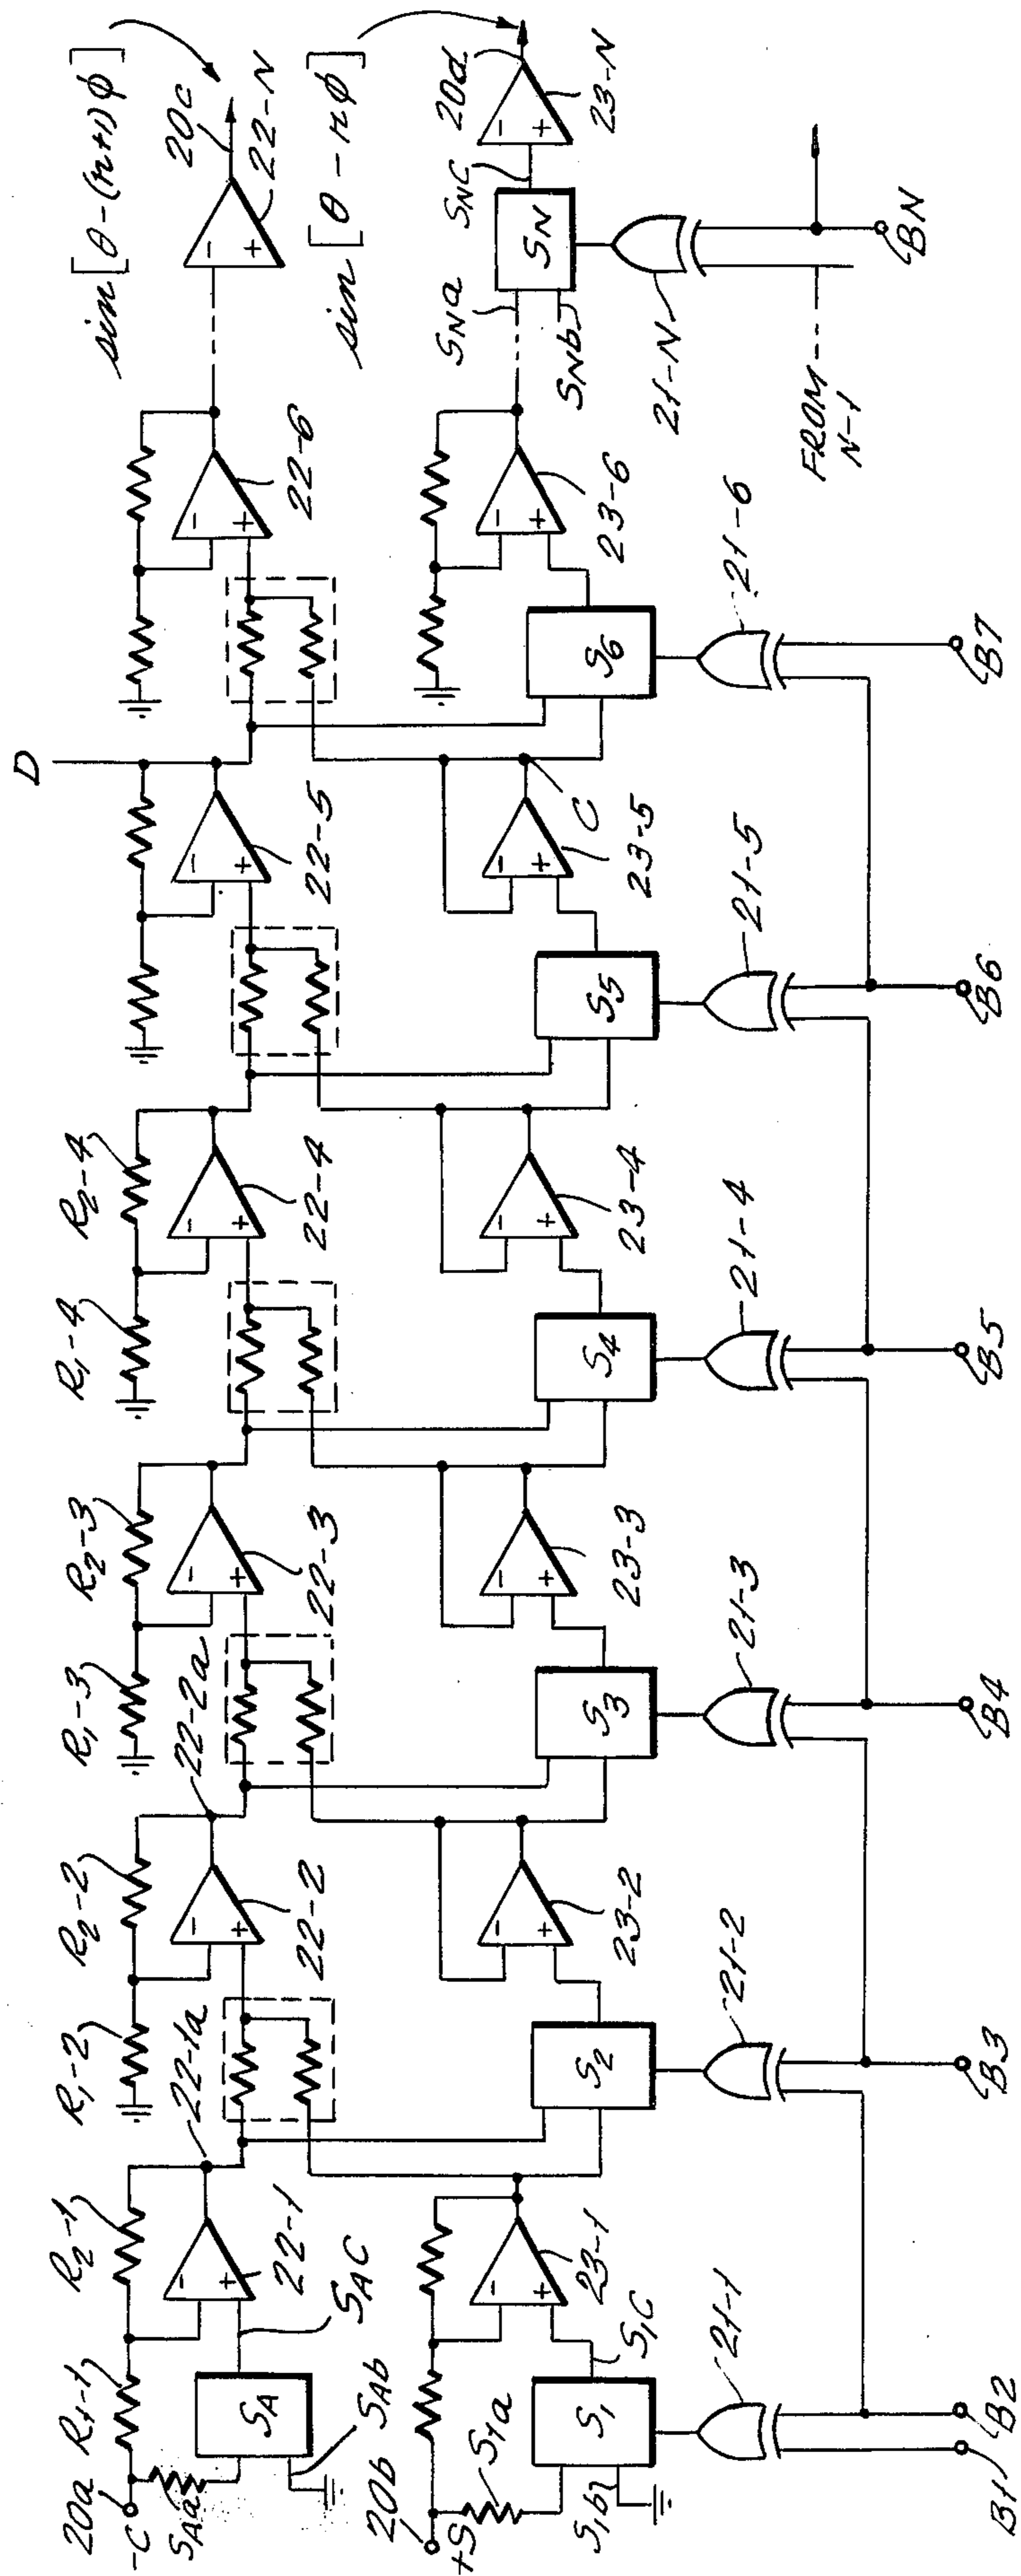 sin [θ-(n+1)φ]
20c
22-N
sin [θ-nφ]
20d
23-N
SNC
SN
SNa
SNb
21-N
BN
FROM
N-1
22-6
-
+
23-6
-
+
S6
21-6
B7
D
22-5
-
+
C
23-5
-
+
S5
21-5
B6
R1-4
R2-4
22-4
-
+
23-4
-
+
S4
21-4
B5
R1-3
R2-3
22-3
-
+
23-3
-
+
S3
21-3
B4
22-2a
R1-2
R2-2
22-2
-
+
23-2
-
+
S2
21-2
B3
22-1a
R1-1
R2-1
22-1
-
+
20a
-C
SAa
SA
SAb
SAC
20b
+S
S1a
S1b
S1
S1C
23-1
-
+
21-1
B1
B2